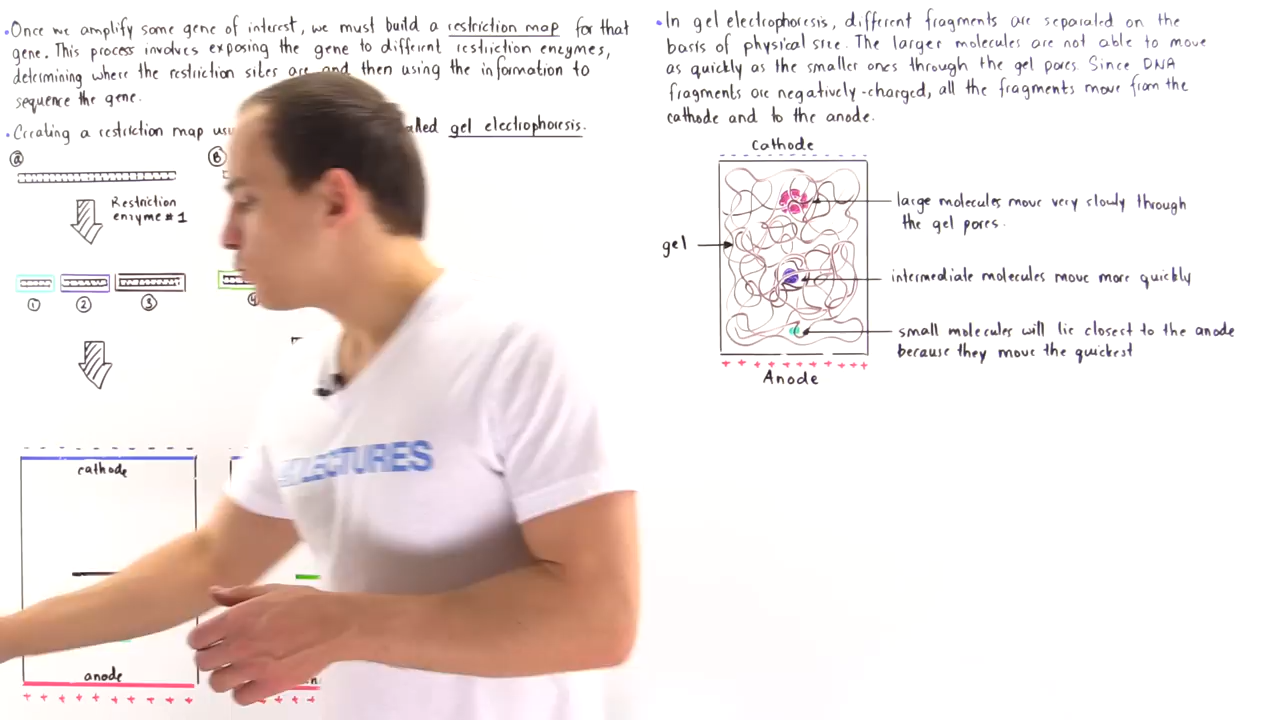 •Once we amplify some gene of interest, we must build a restriction map for that
gene. This process involves exposing the gene to different restriction enzymes,
determining where the restriction sites are and then using the information to
sequence the gene.
•Creating a restriction map called gel electrophoresis.
a
B
Restriction
enzyme #1
1 2 3 4
- - - - - - - - -
cathode
anode
+ + + + + + + + +
+ + + +
LECTURES
•In gel electrophoresis, different fragments are separated on the
basis of physical size. The larger molecules are not able to move
as quickly as the smaller ones through the gel pores. Since DNA
fragments are negatively-charged, all the fragments move from the
cathode and to the anode.
Cathode
large molecules move very slowly through
the gel pores.
gel
intermediate molecules move more quickly
small molecules will lie closest to the anode
because they move the quickest
+ + + + + + + + + +
Anode